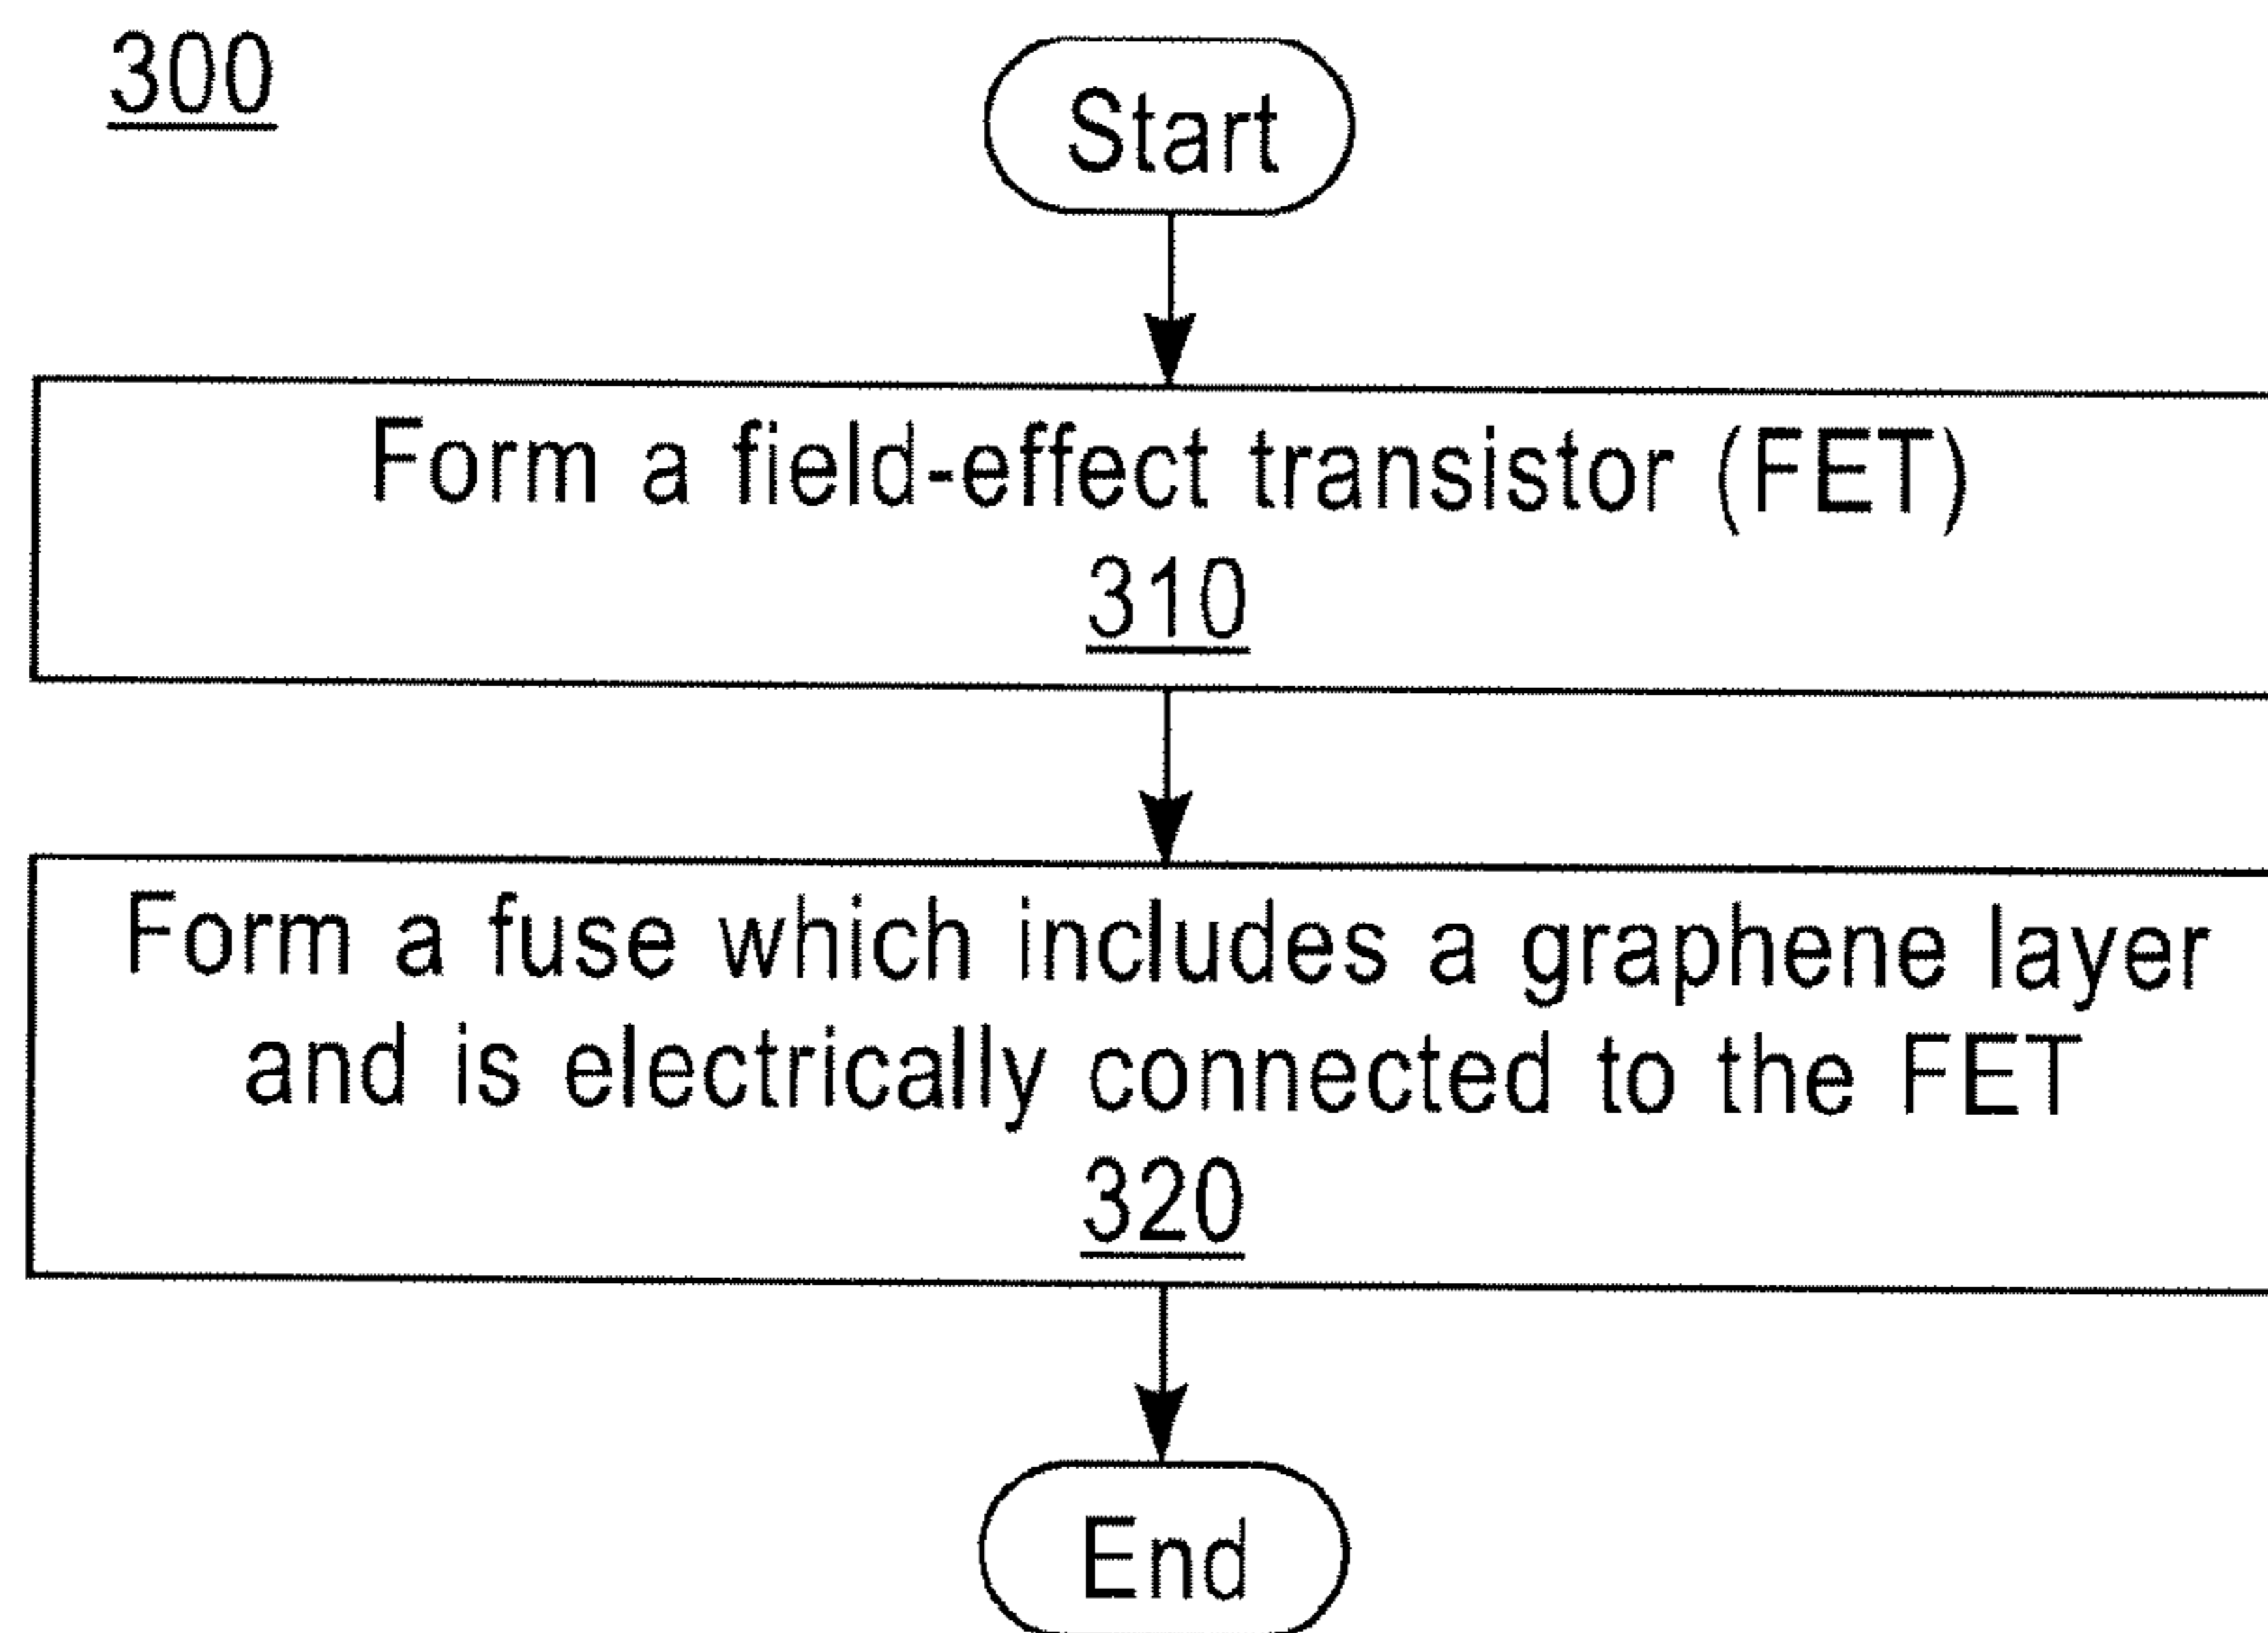 300
Start
Form a field-effect transistor (FET)
310
Form a fuse which includes a graphene layer
and is electrically connected to the FET
320
End